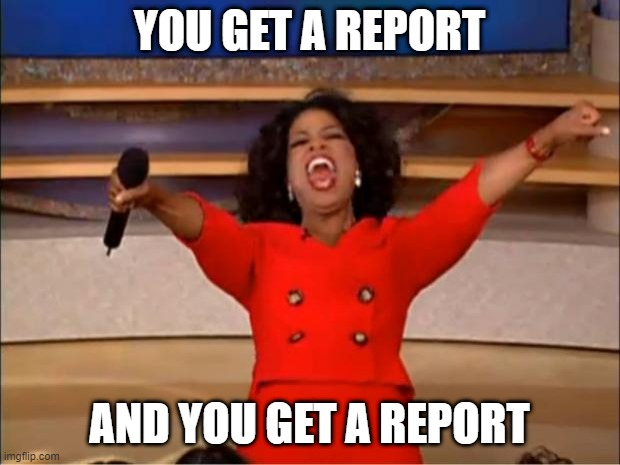 YOU GET A REPORT
AND YOU GET A REPORT
imgflip.com